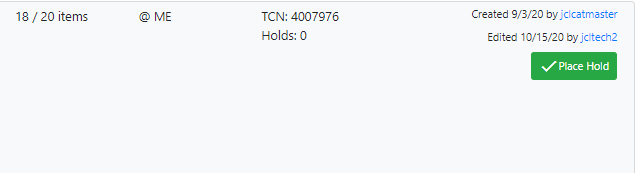 18 / 20 items @ ME TCN: 4007976 Created 9/3/20 by jclcatmaster
Holds: 0 Edited 10/15/20 by jcltech2
Place Hold